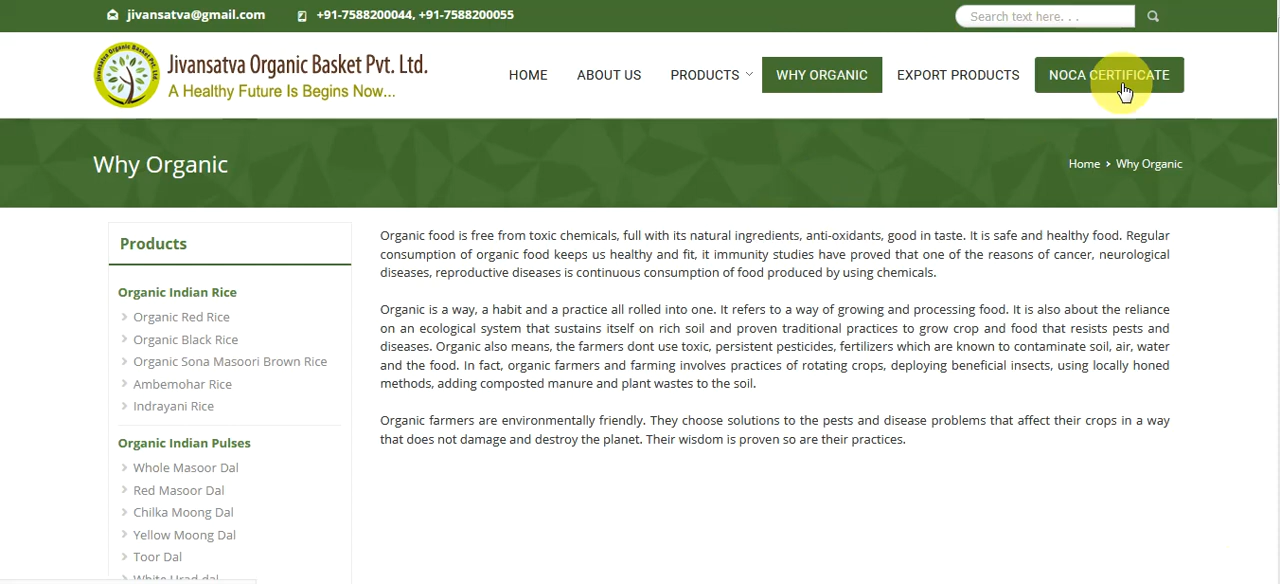 jivansatva@gmail.com +91-7588200044, +91-7588200055 Search text here. . .
Jivansatva Organic Basket Pvt. Ltd.
A Healthy Future Is Begins Now...
HOME ABOUT US PRODUCTS WHY ORGANIC EXPORT PRODUCTS NOCA CERTIFICATE
Why Organic
Home > Why Organic
Products
Organic Indian Rice
Organic Red Rice
Organic Black Rice
Organic Sona Masoori Brown Rice
Ambemohar Rice
Indrayani Rice
Organic Indian Pulses
Whole Masoor Dal
Red Masoor Dal
Chilka Moong Dal
Yellow Moong Dal
Toor Dal
White Urad dal
Organic food is free from toxic chemicals, full with its natural ingredients, anti-oxidants, good in taste. It is safe and healthy food. Regular
consumption of organic food keeps us healthy and fit, it immunity studies have proved that one of the reasons of cancer, neurological
diseases, reproductive diseases is continuous consumption of food produced by using chemicals.
Organic is a way, a habit and a practice all rolled into one. It refers to a way of growing and processing food. It is also about the reliance
on an ecological system that sustains itself on rich soil and proven traditional practices to grow crop and food that resists pests and
diseases. Organic also means, the farmers dont use toxic, persistent pesticides, fertilizers which are known to contaminate soil, air, water
and the food. In fact, organic farmers and farming involves practices of rotating crops, deploying beneficial insects, using locally honed
methods, adding composted manure and plant wastes to the soil.
Organic farmers are environmentally friendly. They choose solutions to the pests and disease problems that affect their crops in a way
that does not damage and destroy the planet. Their wisdom is proven so are their practices.